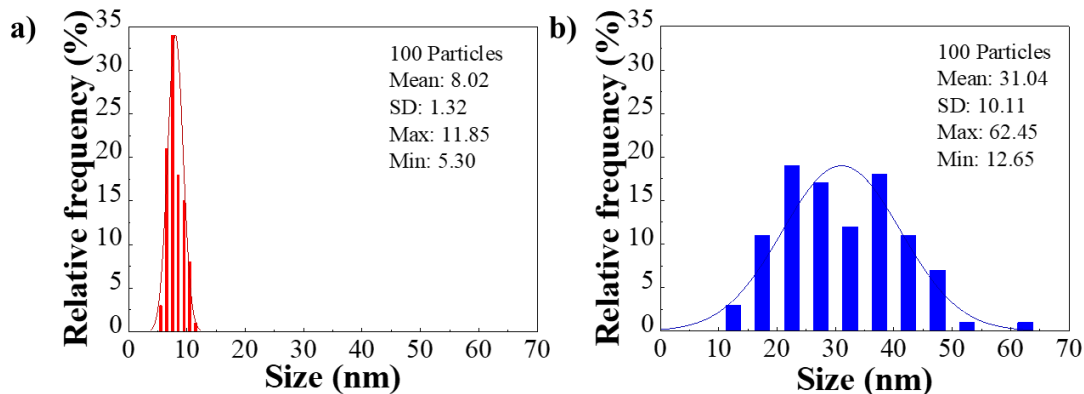 a)
Relative frequency (%)
35
30
25
20
15
10
5
0
100 Particles
Mean: 8.02
SD: 1.32
Max: 11.85
Min: 5.30
0 10 20 30 40 50 60 70
Size (nm)
b)
Relative frequency (%)
35
30
25
20
15
10
5
0
100 Particles
Mean: 31.04
SD: 10.11
Max: 62.45
Min: 12.65
0 10 20 30 40 50 60 70
Size (nm)